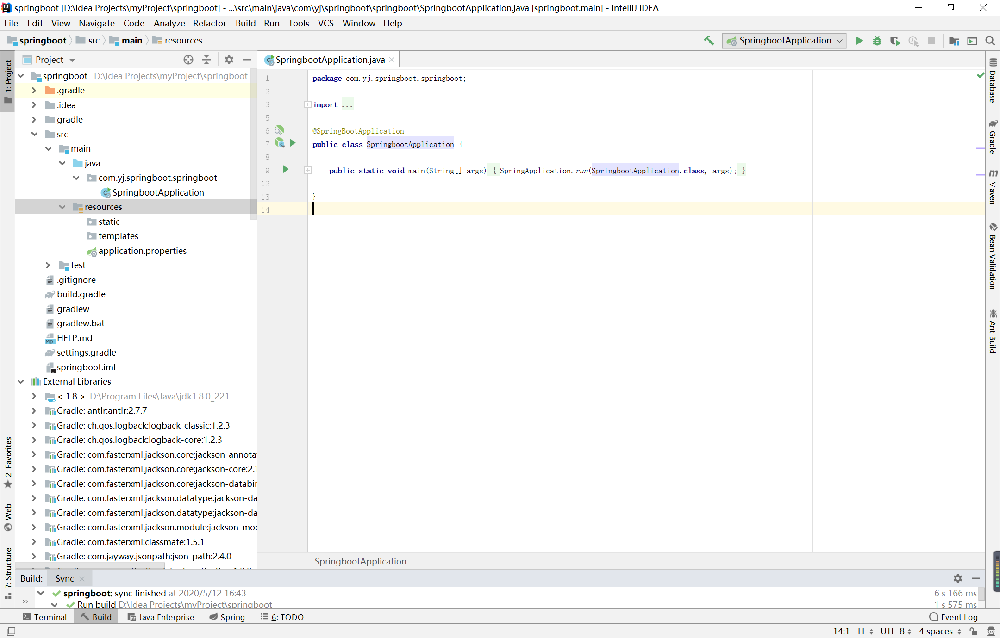 springboot [D:\Idea Projects\myProject\springboot] - ...\src\main\java\com\yj\springboot\springboot\SpringbootApplication.java [springboot.main] - IntelliJ IDEA
File Edit View Navigate Code Analyze Refactor Build Run Tools VCS Window Help
springboot src main resources
SpringbootApplication
1: Project
2: Favorites
Web
7: Structure
Project
springboot D:\Idea Projects\myProject\springboot
.gradle
.idea
gradle
src
main
java
com.yj.springboot.springboot
SpringbootApplication
resources
static
templates
application.properties
test
.gitignore
build.gradle
gradlew
gradlew.bat
MD HELP.md
settings.gradle
springboot.iml
External Libraries
< 1.8 > D:\Program Files\Java\jdk1.8.0_221
Gradle: antlr:antlr:2.7.7
Gradle: ch.qos.logback:logback-classic:1.2.3
Gradle: ch.qos.logback:logback-core:1.2.3
Gradle: com.fasterxml.jackson.core:jackson-annota
Gradle: com.fasterxml.jackson.core:jackson-core:2.1
Gradle: com.fasterxml.jackson.core:jackson-databin
Gradle: com.fasterxml.jackson.datatype:jackson-da
Gradle: com.fasterxml.jackson.datatype:jackson-da
Gradle: com.fasterxml.jackson.module:jackson-mod
Gradle: com.fasterxml:classmate:1.5.1
Gradle: com.jayway.jsonpath:json-path:2.4.0
SpringbootApplication.java
1 package com.yj.springboot.springboot;
2
3 import ...
5
6 @SpringBootApplication
7 public class SpringbootApplication {
8
9 public static void main(String[] args) { SpringApplication.run(SpringbootApplication.class, args); }
12
13 }
14
SpringbootApplication
Database
Gradle
m Maven
Bean Validation
Ant Build
Build: Sync
springboot: sync finished at 2020/5/12 16:43 6 s 166 ms
Run build D:\Idea Projects\myProject\springboot 1 s 575 ms
Terminal Build Java Enterprise Spring 6: TODO Event Log
14:1 LF UTF-8 4 spaces